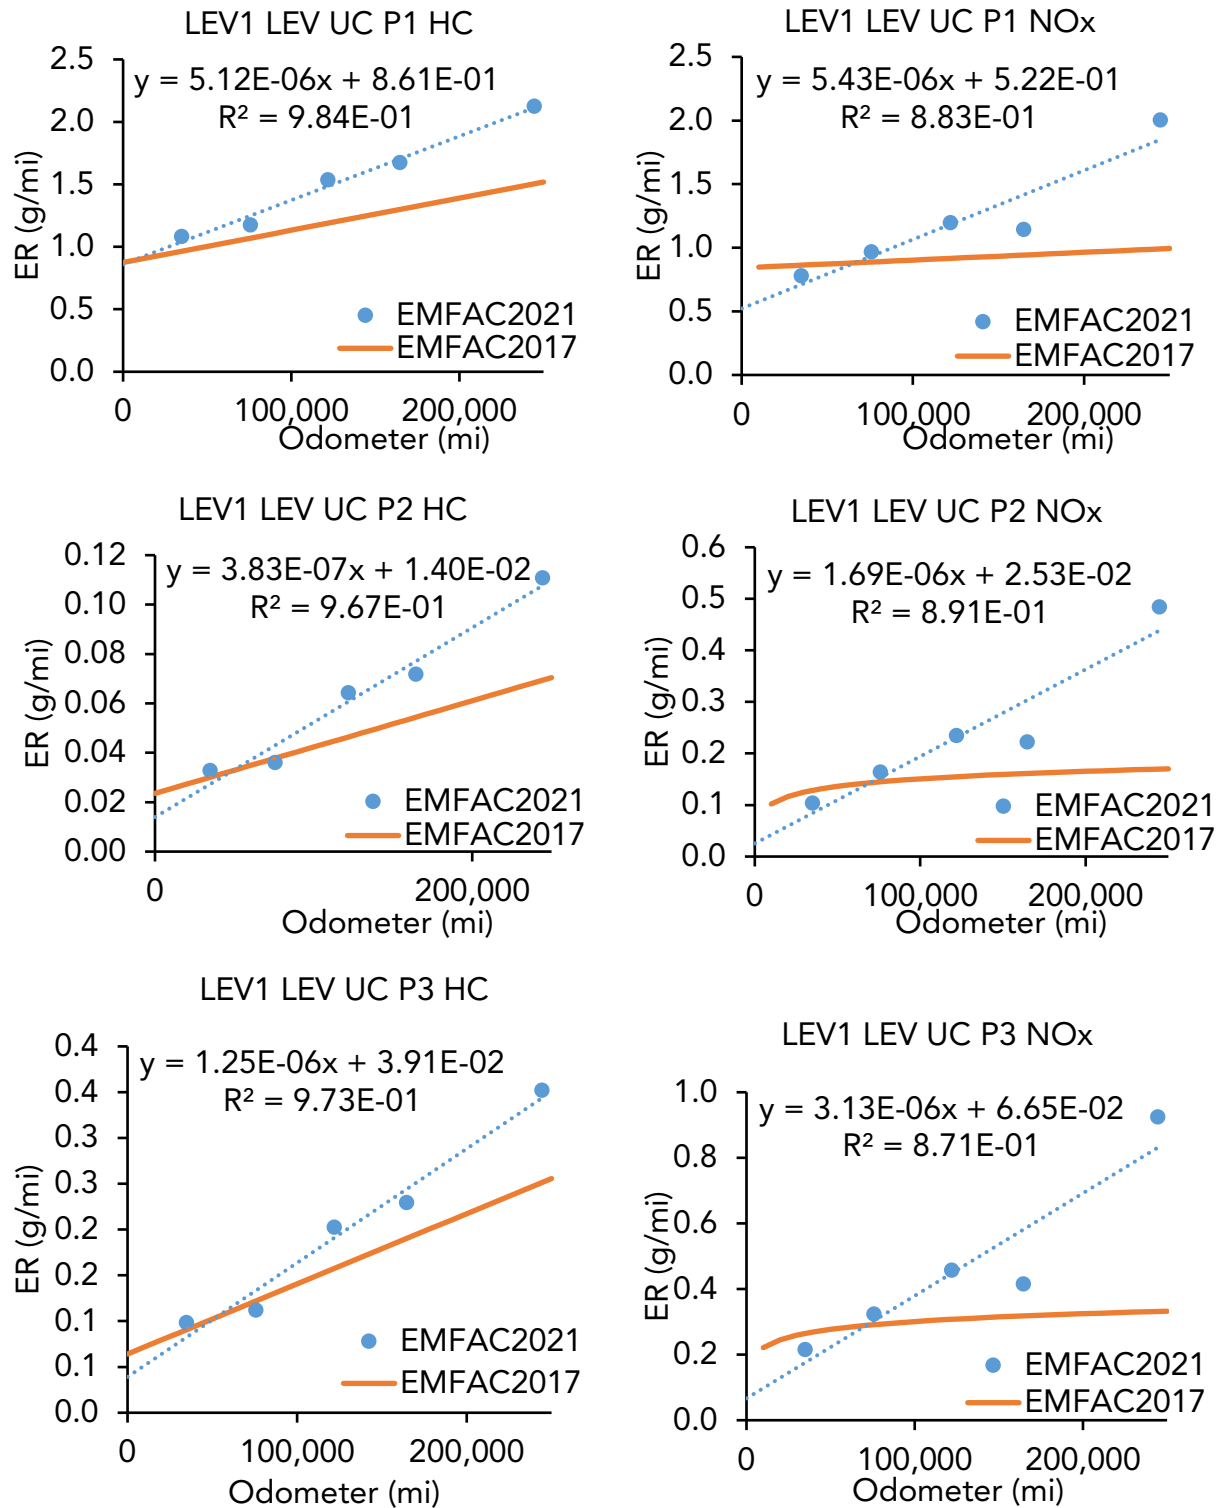 LEV1 LEV UC P1 HC
2.5
2.0
1.5
1.0
0.5
0.0
ER (g/mi)
y = 5.12E-06x + 8.61E-01
R² = 9.84E-01
EMFAC2021
EMFAC2017
0
100,000
200,000
Odometer (mi)
LEV1 LEV UC P1 NOx
2.5
2.0
1.5
1.0
0.5
0.0
ER (g/mi)
y = 5.43E-06x + 5.22E-01
R² = 8.83E-01
EMFAC2021
EMFAC2017
0
100,000
200,000
Odometer (mi)
LEV1 LEV UC P2 HC
0.12
0.10
0.08
0.06
0.04
0.02
0.00
ER (g/mi)
y = 3.83E-07x + 1.40E-02
R² = 9.67E-01
EMFAC2021
EMFAC2017
0
200,000
Odometer (mi)
LEV1 LEV UC P2 NOx
0.6
0.5
0.4
0.3
0.2
0.1
0.0
ER (g/mi)
y = 1.69E-06x + 2.53E-02
R² = 8.91E-01
EMFAC2021
EMFAC2017
0
100,000
200,000
Odometer (mi)
LEV1 LEV UC P3 HC
0.4
0.4
0.3
0.3
0.2
0.2
0.1
0.1
0.0
ER (g/mi)
y = 1.25E-06x + 3.91E-02
R² = 9.73E-01
EMFAC2021
EMFAC2017
0
100,000
200,000
Odometer (mi)
LEV1 LEV UC P3 NOx
1.0
0.8
0.6
0.4
0.2
0.0
ER (g/mi)
y = 3.13E-06x + 6.65E-02
R² = 8.71E-01
EMFAC2021
EMFAC2017
0
100,000
200,000
Odometer (mi)